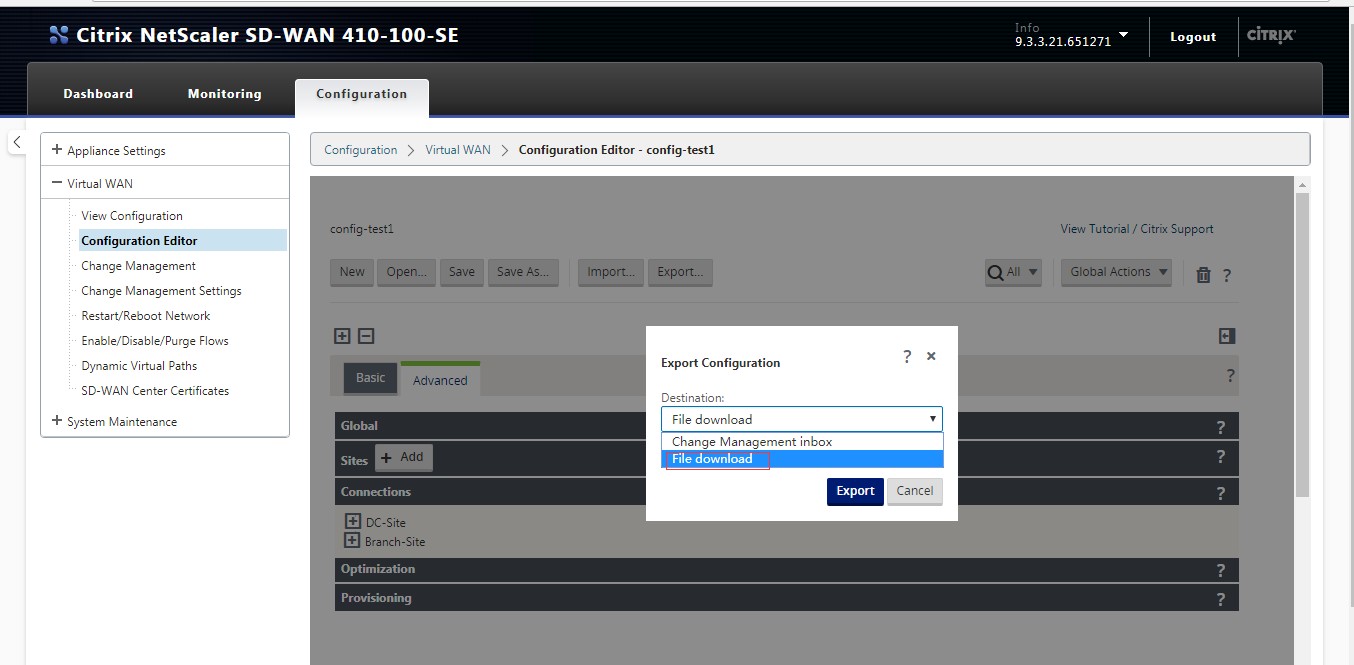 Citrix NetScaler SD-WAN 410-100-SE
Info
9.3.3.21.651271
Logout
CİTRIX
Dashboard
Monitoring
Configuration
+ Appliance Settings
− Virtual WAN
View Configuration
Configuration Editor
Change Management
Change Management Settings
Restart/Reboot Network
Enable/Disable/Purge Flows
Dynamic Virtual Paths
SD-WAN Center Certificates
+ System Maintenance
Configuration > Virtual WAN > Configuration Editor - config-test1
config-test1
View Tutorial / Citrix Support
New
Open...
Save
Save As...
Import...
Export...
All
Global Actions
?
Basic
Advanced
?
Global
?
Sites
+ Add
?
Connections
?
DC-Site
Branch-Site
Optimization
?
Provisioning
?
Export Configuration
?
×
Destination:
File download
Change Management inbox
File download
Export
Cancel